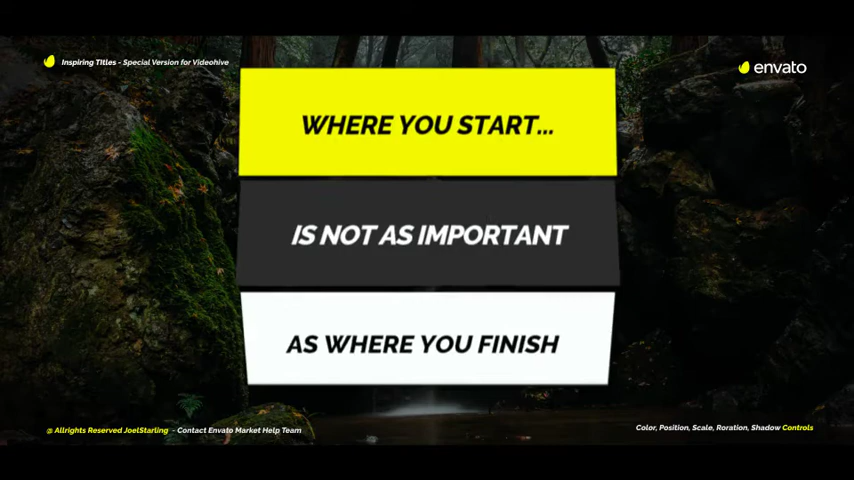 Inspiring Titles - Special Version for Videohive
envato
WHERE YOU START...
IS NOT AS IMPORTANT
AS WHERE YOU FINISH
@ Allrights Reserved JoelStarling - Contact Envato Market Help Team
Color, Position, Scale, Roration, Shadow Controls